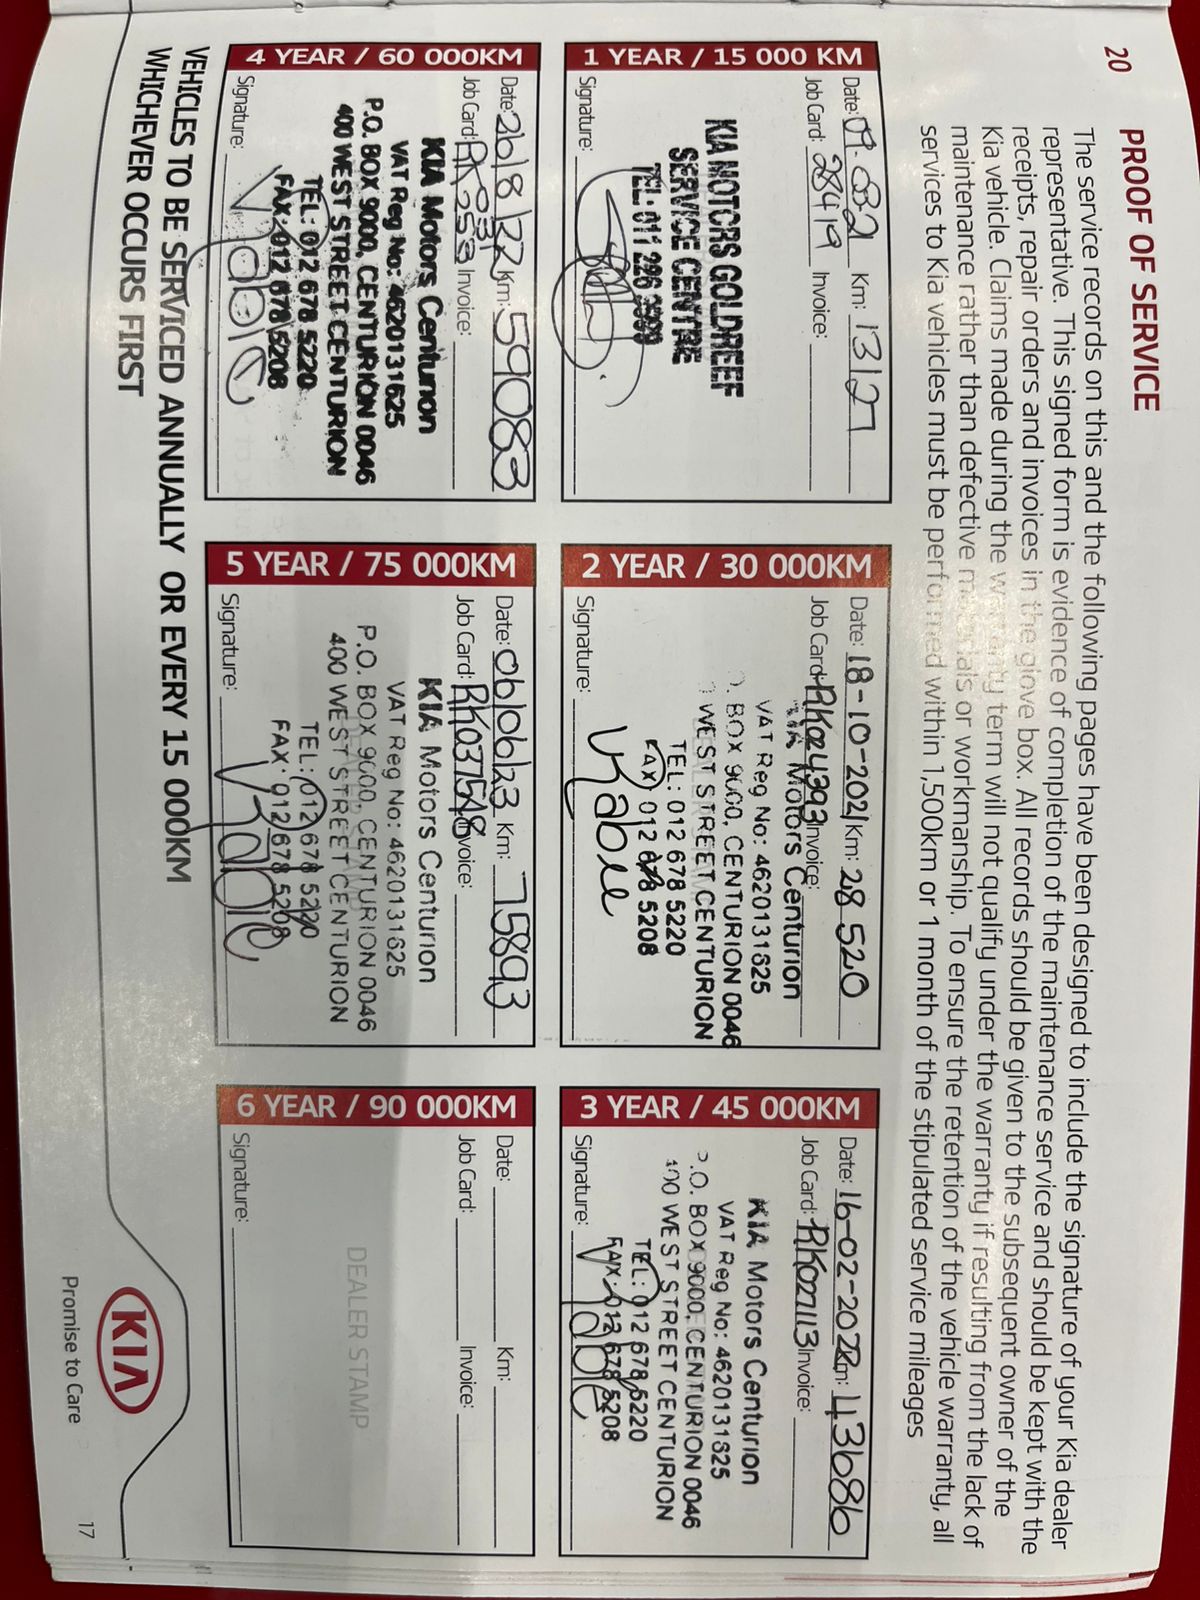 20
PROOF OF SERVICE
The service records on this and the following pages have been designed to include the signature of your Kia dealer
representative. This signed form is evidence of completion of the maintenance service and should be kept with the
receipts, repair orders and invoices in the glove box. All records should be given to the subsequent owner of the
Kia vehicle. Claims made during the warranty term will not qualify under the warranty if resulting from the lack of
maintenance rather than defective materials or workmanship. To ensure the retention of the vehicle warranty, all
services to Kia vehicles must be performed within 1,500km or 1 month of the stipulated service mileages
1 YEAR / 15 000 KM
Date: Km:
Job Card: 28419 Invoice:
KIA MOTORS GOLDREEF
SERVICE CENTRE
TEL: 011 296 9999
Signature:
2 YEAR / 30 000KM
Date: 18-10-2021 Km: 28 520
Job Card: RK024393 Invoice:
KIA Motors Centurion
VAT Reg No: 4620131625
. BOX 9000, CENTURION 0046
WEST STREET CENTURION
TEL: 012 678 5220
FAX: 012 678 5208
Signature:
3 YEAR / 45 000KM
Date: 16-02-2022 Km: 43686
Job Card: RK027113 Invoice:
KIA Motors Centurion
VAT Reg No: 4620131625
P.O. BOX 9000, CENTURION 0046
400 WEST STREET CENTURION
TEL: 012 678 5220
FAX: 012 678 5208
Signature:
4 YEAR / 60 000KM
Date: 26/8/22 Km: 59083
Job Card: Invoice:
KIA Motors Centurion
VAT Reg No: 4620131625
P.O. BOX 9000, CENTURION 0046
400 WEST STREET CENTURION
TEL: 012 678 5220
FAX: 012 678 5208
Signature:
5 YEAR / 75 000KM
Date: 06/06/23 Km: 75893
Job Card: RK037548 Invoice:
KIA Motors Centurion
VAT Reg No: 4620131625
P.O. BOX 9000, CENTURION 0046
400 WEST STREET CENTURION
TEL: 012 678 5220
FAX: 012 678 5208
Signature:
6 YEAR / 90 000KM
Date: Km:
Job Card: Invoice:
DEALER STAMP
Signature:
VEHICLES TO BE SERVICED ANNUALLY OR EVERY 15 000KM
WHICHEVER OCCURS FIRST
KIA
Promise to Care
17